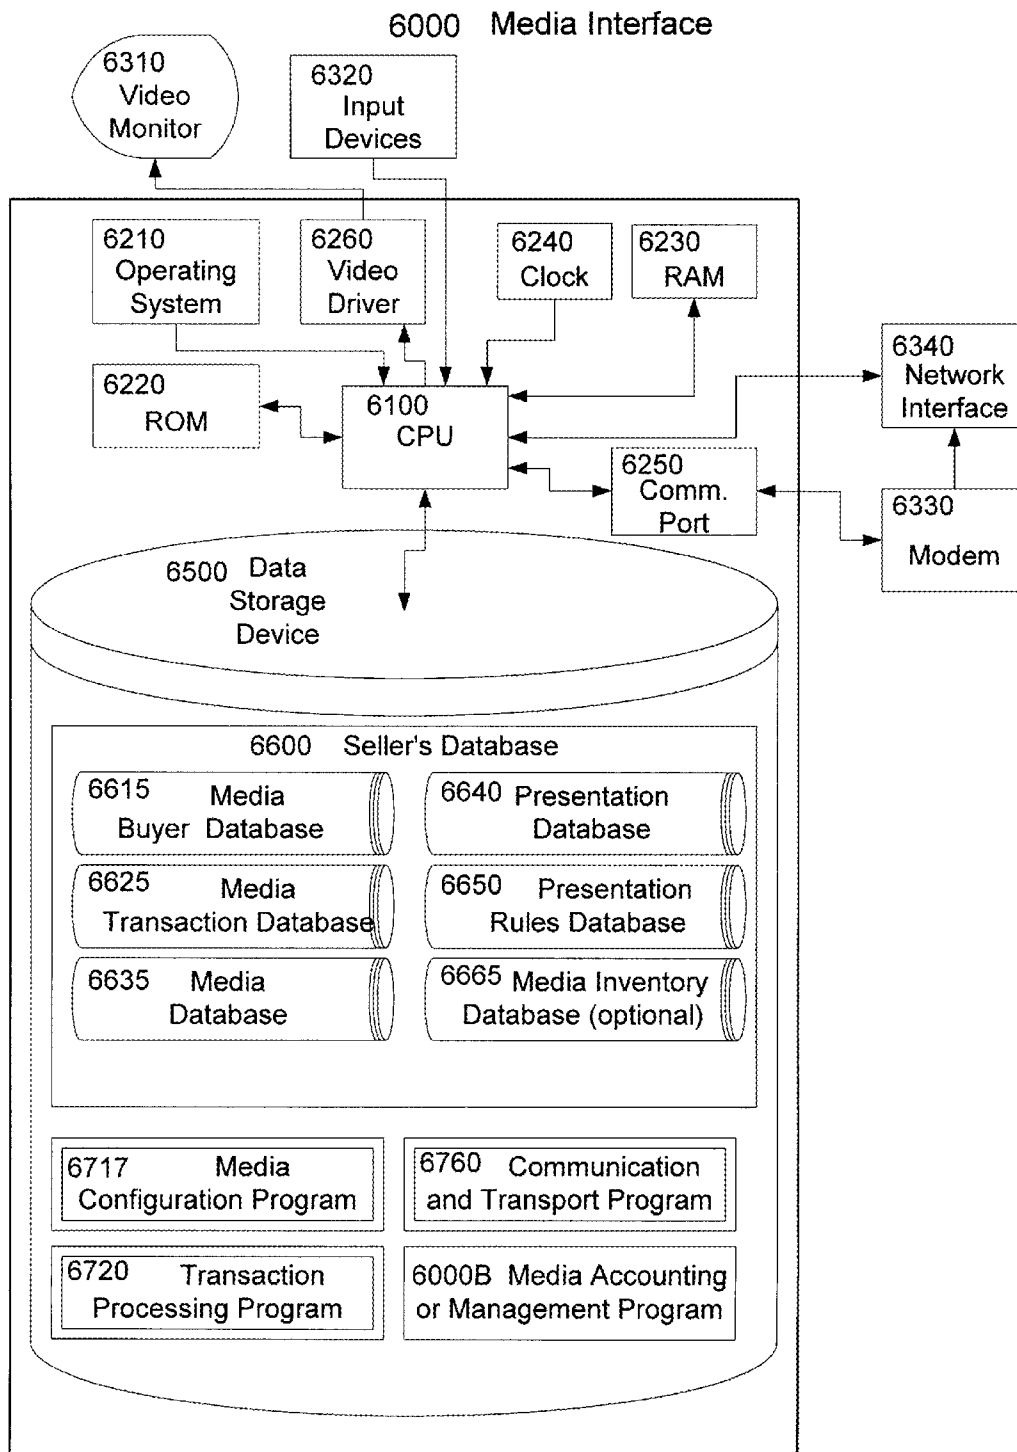 6000 Media Interface
6310
Video
Monitor
6320
Input
Devices
6210
Operating
System
6260
Video
Driver
6240
Clock
6230
RAM
6220
ROM
6100
CPU
6340
Network
Interface
6250
Comm.
Port
6330
Modem
6500 Data
Storage
Device
6600 Seller's Database
6615 Media
Buyer Database
6640 Presentation
Database
6625 Media
Transaction Database
6650 Presentation
Rules Database
6635 Media
Database
6665 Media Inventory
Database (optional)
6717 Media
Configuration Program
6760 Communication
and Transport Program
6720 Transaction
Processing Program
6000B Media Accounting
or Management Program